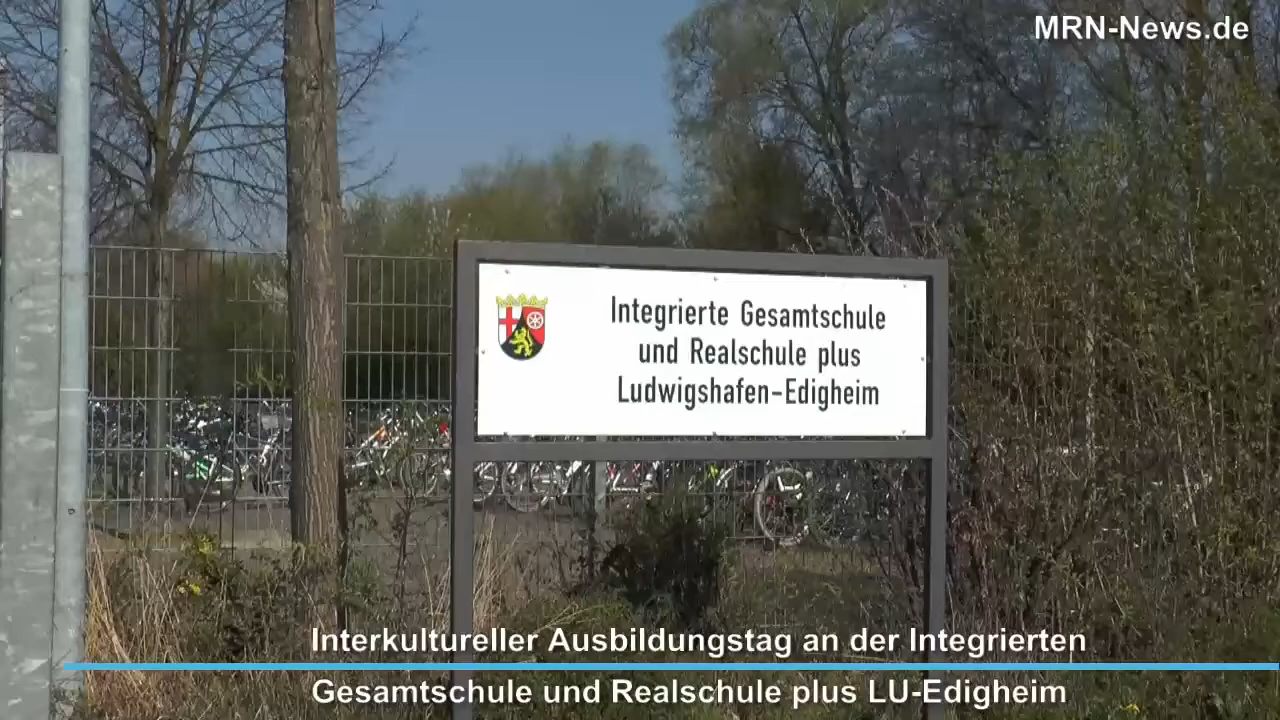 MRN-News.de
Integrierte Gesamtschule
und Realschule plus
Ludwigshafen-Edigheim
Interkultureller Ausbildungstag an der Integrierten
Gesamtschule und Realschule plus LU-Edigheim